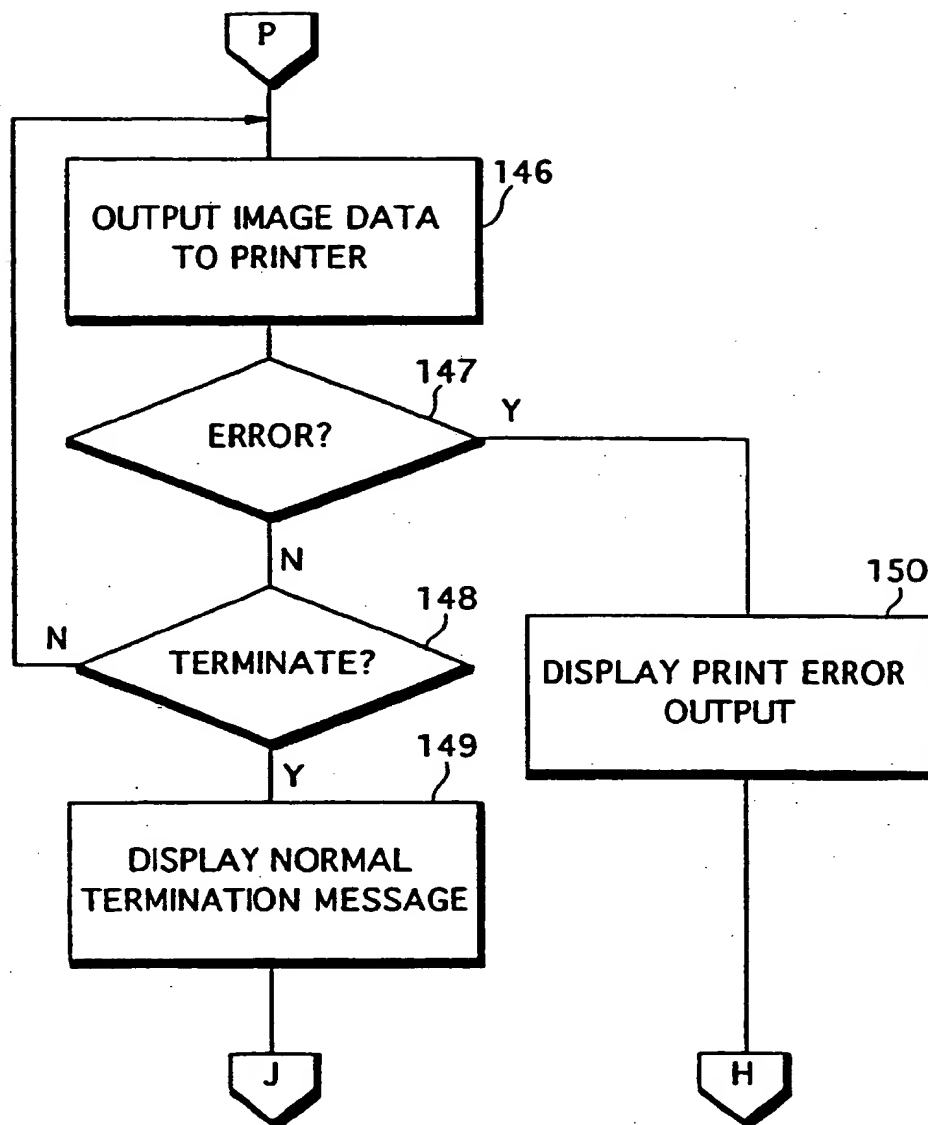 P
146
OUTPUT IMAGE DATA
TO PRINTER
147
Y
ERROR?
N
148
N
TERMINATE?
150
DISPLAY PRINT ERROR
OUTPUT
Y
149
DISPLAY NORMAL
TERMINATION MESSAGE
J
H